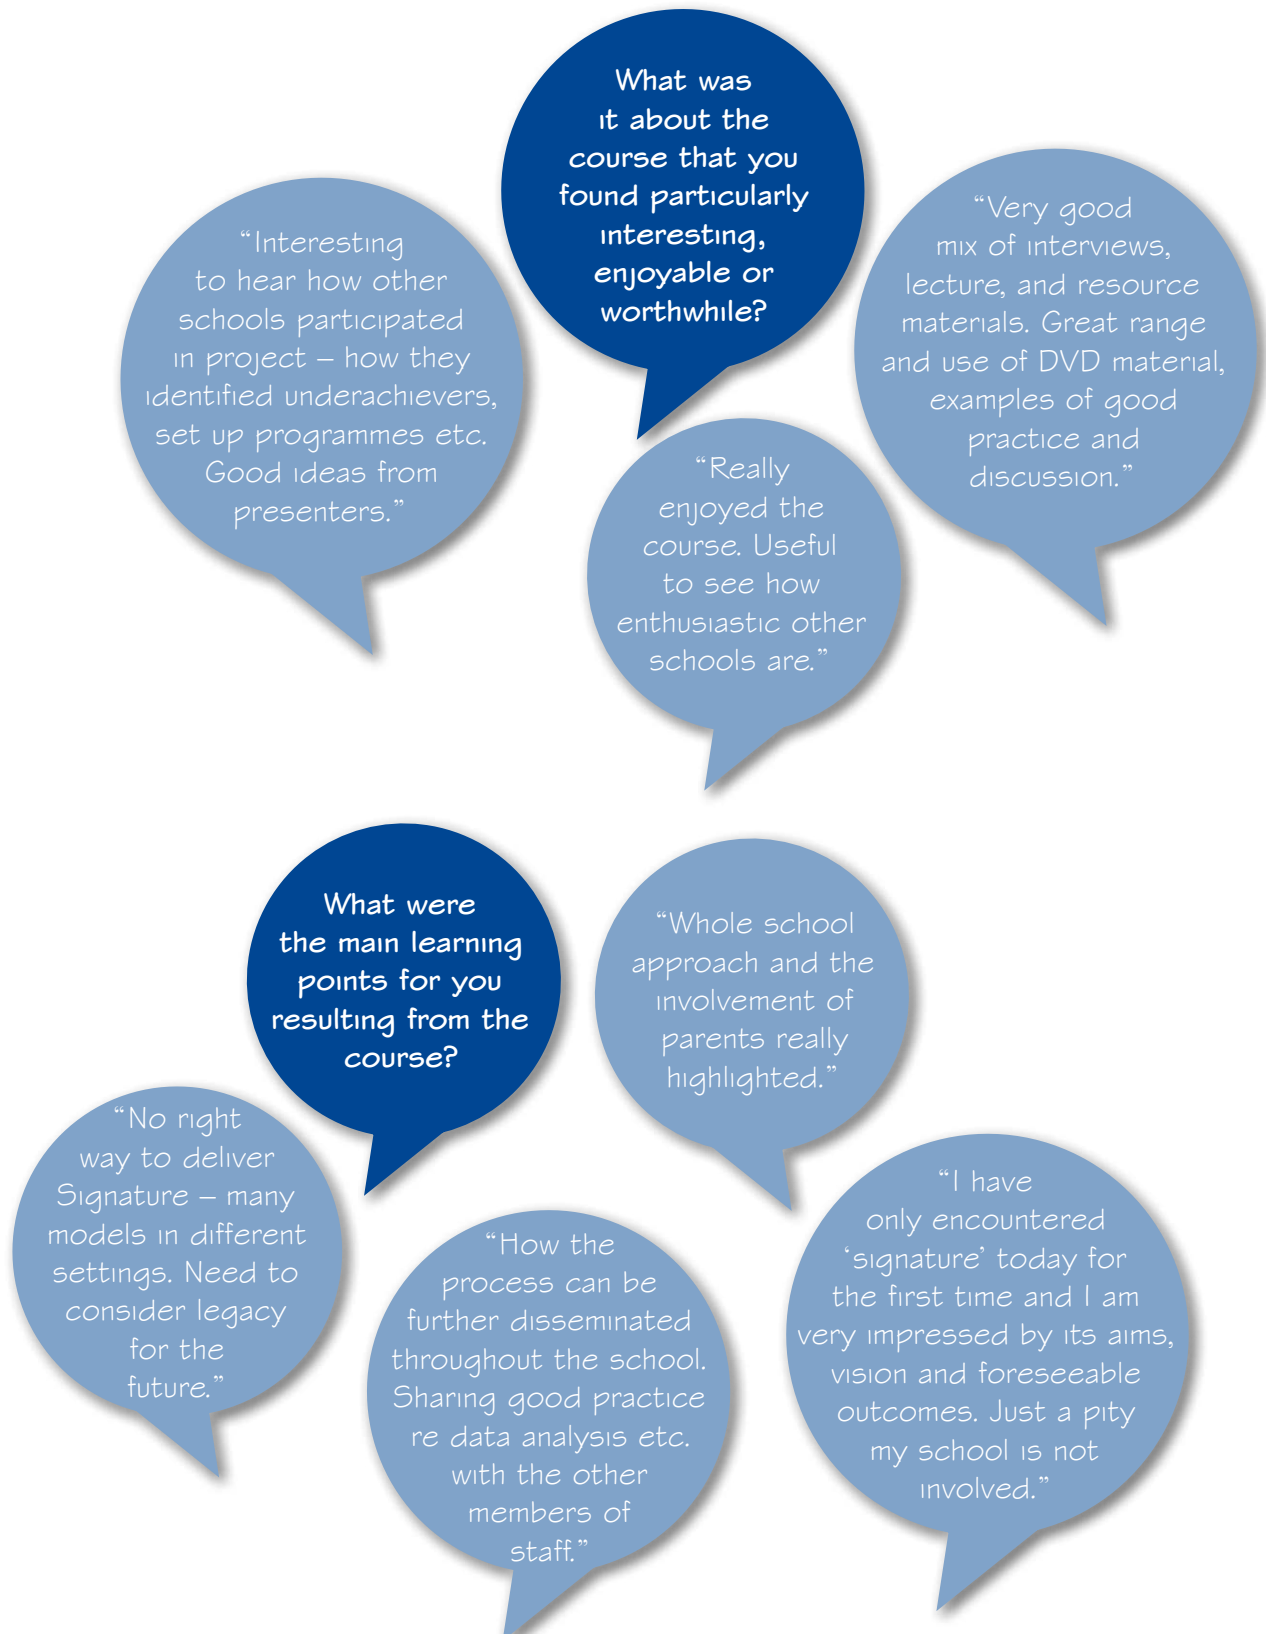 What was
it about the
course that you
found particularly
interesting,
enjoyable or
worthwhile?
“Interesting
to hear how other
schools participated
in project – how they
identified underachievers,
set up programmes etc.
Good ideas from
presenters.”
“Very good
mix of interviews,
lecture, and resource
materials. Great range
and use of DVD material,
examples of good
practice and
discussion.”
“Really
enjoyed the
course. Useful
to see how
enthusiastic other
schools are.”
What were
the main learning
points for you
resulting from the
course?
“Whole school
approach and the
involvement of
parents really
highlighted.”
“No right
way to deliver
Signature – many
models in different
settings. Need to
consider legacy
for the
future.”
“How the
process can be
further disseminated
throughout the school.
Sharing good practice
re data analysis etc.
with the other
members of
staff.”
“I have
only encountered
‘signature’ today for
the first time and I am
very impressed by its aims,
vision and foreseeable
outcomes. Just a pity
my school is not
involved.”